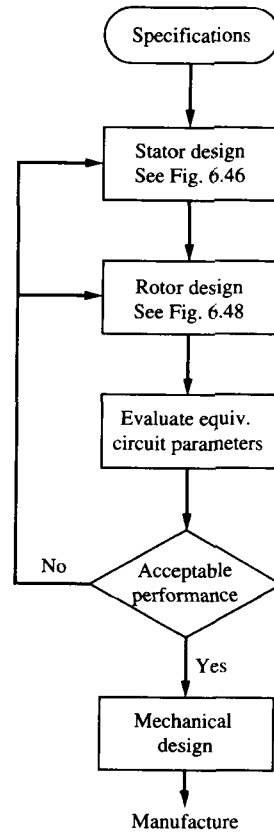 Specifications
Stator design
See Fig. 6.46
Rotor design
See Fig. 6.48
Evaluate equiv.
circuit parameters
Acceptable
performance
No
Yes
Mechanical
design
Manufacture